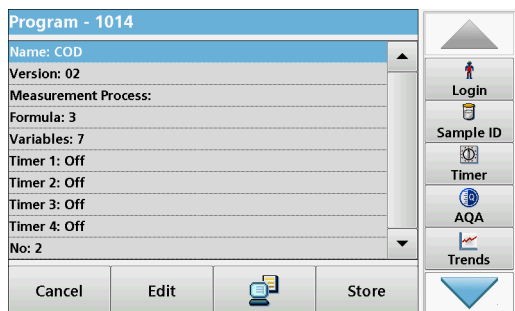 Program - 1014
Name: COD
Version: 02
Measurement Process:
Formula: 3
Variables: 7
Timer 1: Off
Timer 2: Off
Timer 3: Off
Timer 4: Off
No: 2
Cancel
Edit
Store
Login
Sample ID
Timer
AQA
Trends